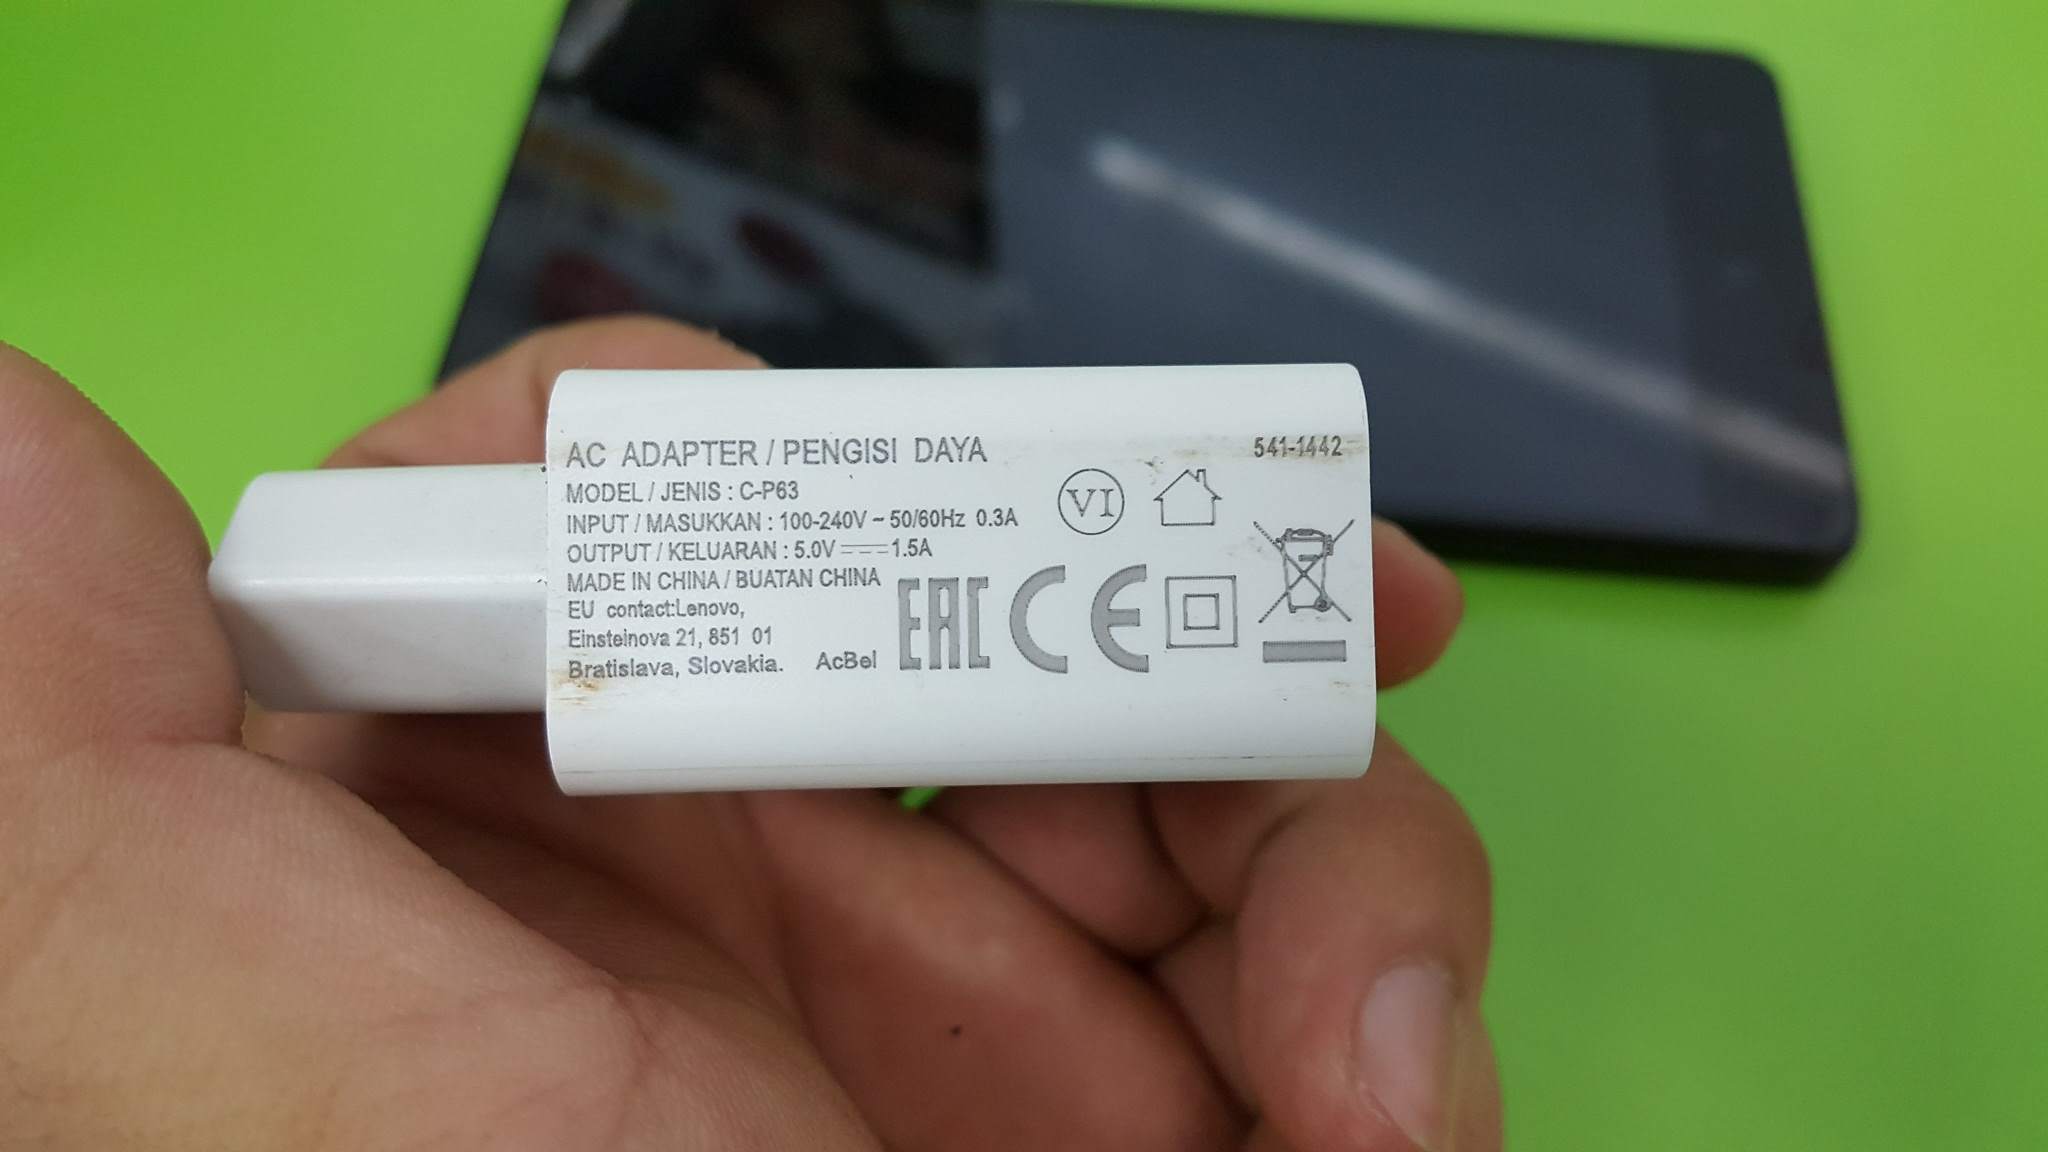 AC ADAPTER / PENGISI DAYA
541-1442
MODEL / JENIS : C-P63
INPUT / MASUKKAN : 100-240V ~ 50/60Hz 0.3A
VI
OUTPUT / KELUARAN : 5.0V ⎓ 1.5A
MADE IN CHINA / BUATAN CHINA
EU contact:Lenovo,
Einsteinova 21, 851 01
Bratislava, Slovakia.
AcBel
EAC CE